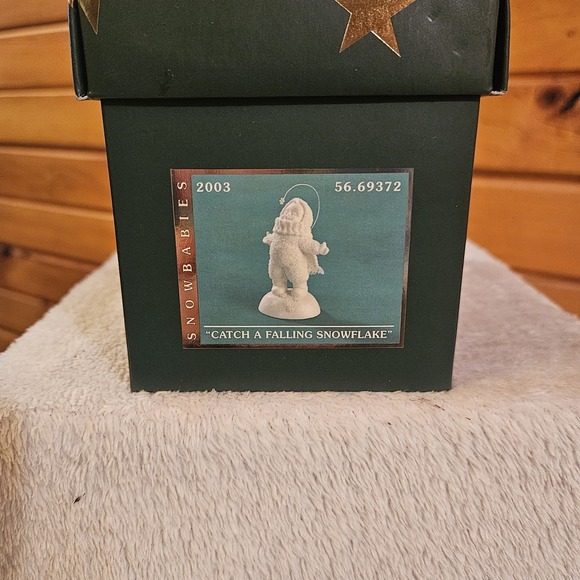 2003 56.69372
SNOWBABIES
"CATCH A FALLING SNOWFLAKE"